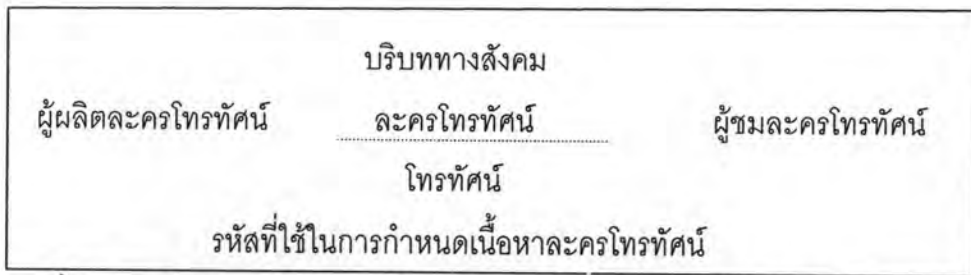 บริบททางสังคม
ผู้ผลิตละครโทรทัศน์ ละครโทรทัศน์ ผู้ชมละครโทรทัศน์
โทรทัศน์
รหัสที่ใช้ในการกำหนดเนื้อหาละครโทรทัศน์